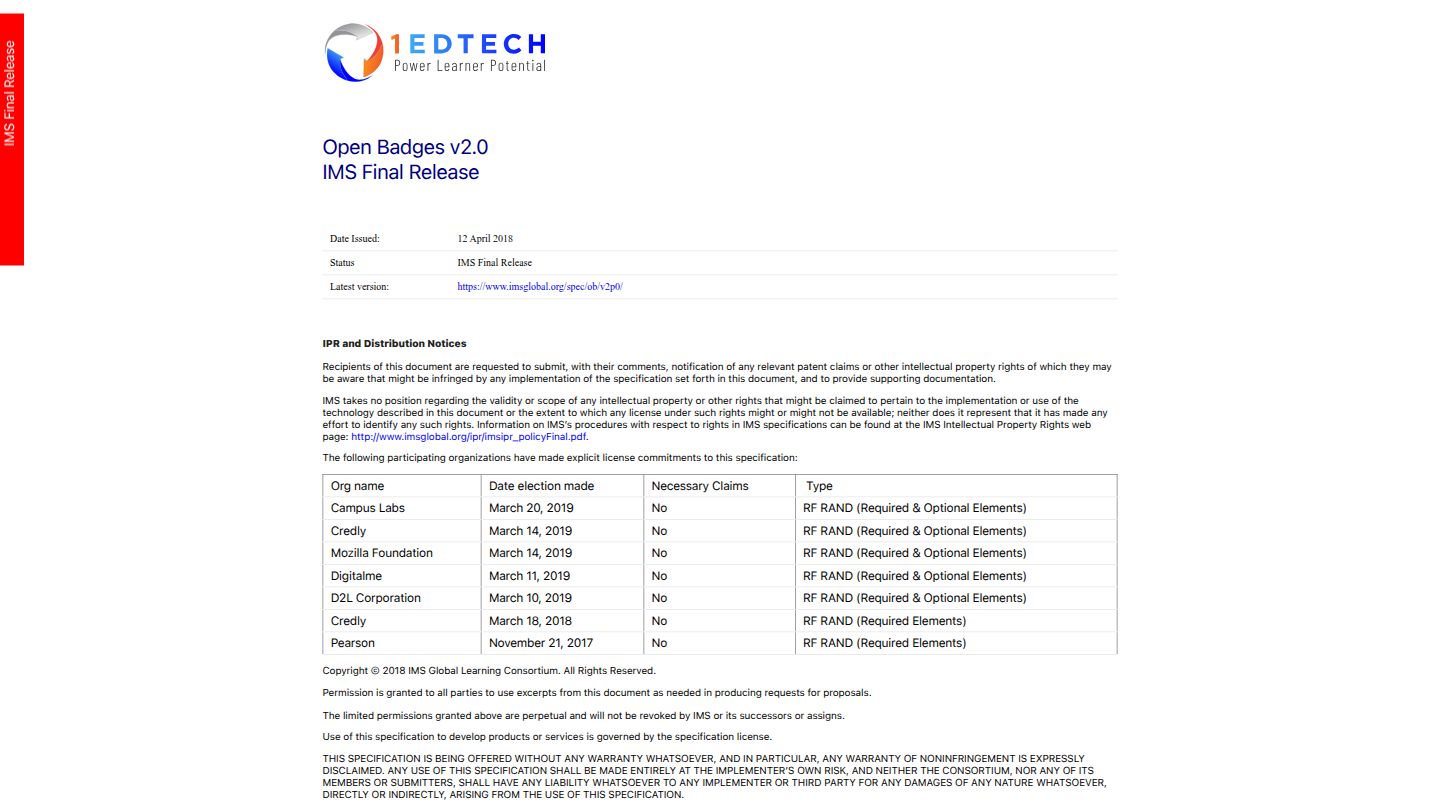 IMS Final Release
1EDTECH
Power Learner Potential
Open Badges v2.0
IMS Final Release
Date Issued: 12 April 2018
Status IMS Final Release
Latest version: https://www.imsglobal.org/spec/ob/v2p0/
IPR and Distribution Notices
Recipients of this document are requested to submit, with their comments, notification of any relevant patent claims or other intellectual property rights of which they may
be aware that might be infringed by any implementation of the specification set forth in this document, and to provide supporting documentation.
IMS takes no position regarding the validity or scope of any intellectual property or other rights that might be claimed to pertain to the implementation or use of the
technology described in this document or the extent to which any license under such rights might or might not be available; neither does it represent that it has made any
effort to identify any such rights. Information on IMS’s procedures with respect to rights in IMS specifications can be found at the IMS Intellectual Property Rights web
page: http://www.imsglobal.org/ipr/imsipr_policyFinal.pdf.
The following participating organizations have made explicit license commitments to this specification:
Org name Date election made Necessary Claims Type
Campus Labs March 20, 2019 No RF RAND (Required & Optional Elements)
Credly March 14, 2019 No RF RAND (Required & Optional Elements)
Mozilla Foundation March 14, 2019 No RF RAND (Required & Optional Elements)
Digitalme March 11, 2019 No RF RAND (Required & Optional Elements)
D2L Corporation March 10, 2019 No RF RAND (Required & Optional Elements)
Credly March 18, 2018 No RF RAND (Required Elements)
Pearson November 21, 2017 No RF RAND (Required Elements)
Copyright © 2018 IMS Global Learning Consortium. All Rights Reserved.
Permission is granted to all parties to use excerpts from this document as needed in producing requests for proposals.
The limited permissions granted above are perpetual and will not be revoked by IMS or its successors or assigns.
Use of this specification to develop products or services is governed by the specification license.
THIS SPECIFICATION IS BEING OFFERED WITHOUT ANY WARRANTY WHATSOEVER, AND IN PARTICULAR, ANY WARRANTY OF NONINFRINGEMENT IS EXPRESSLY
DISCLAIMED. ANY USE OF THIS SPECIFICATION SHALL BE MADE ENTIRELY AT THE IMPLEMENTER’S OWN RISK, AND NEITHER THE CONSORTIUM, NOR ANY OF ITS
MEMBERS OR SUBMITTERS, SHALL HAVE ANY LIABILITY WHATSOEVER TO ANY IMPLEMENTER OR THIRD PARTY FOR ANY DAMAGES OF ANY NATURE WHATSOEVER,
DIRECTLY OR INDIRECTLY, ARISING FROM THE USE OF THIS SPECIFICATION.